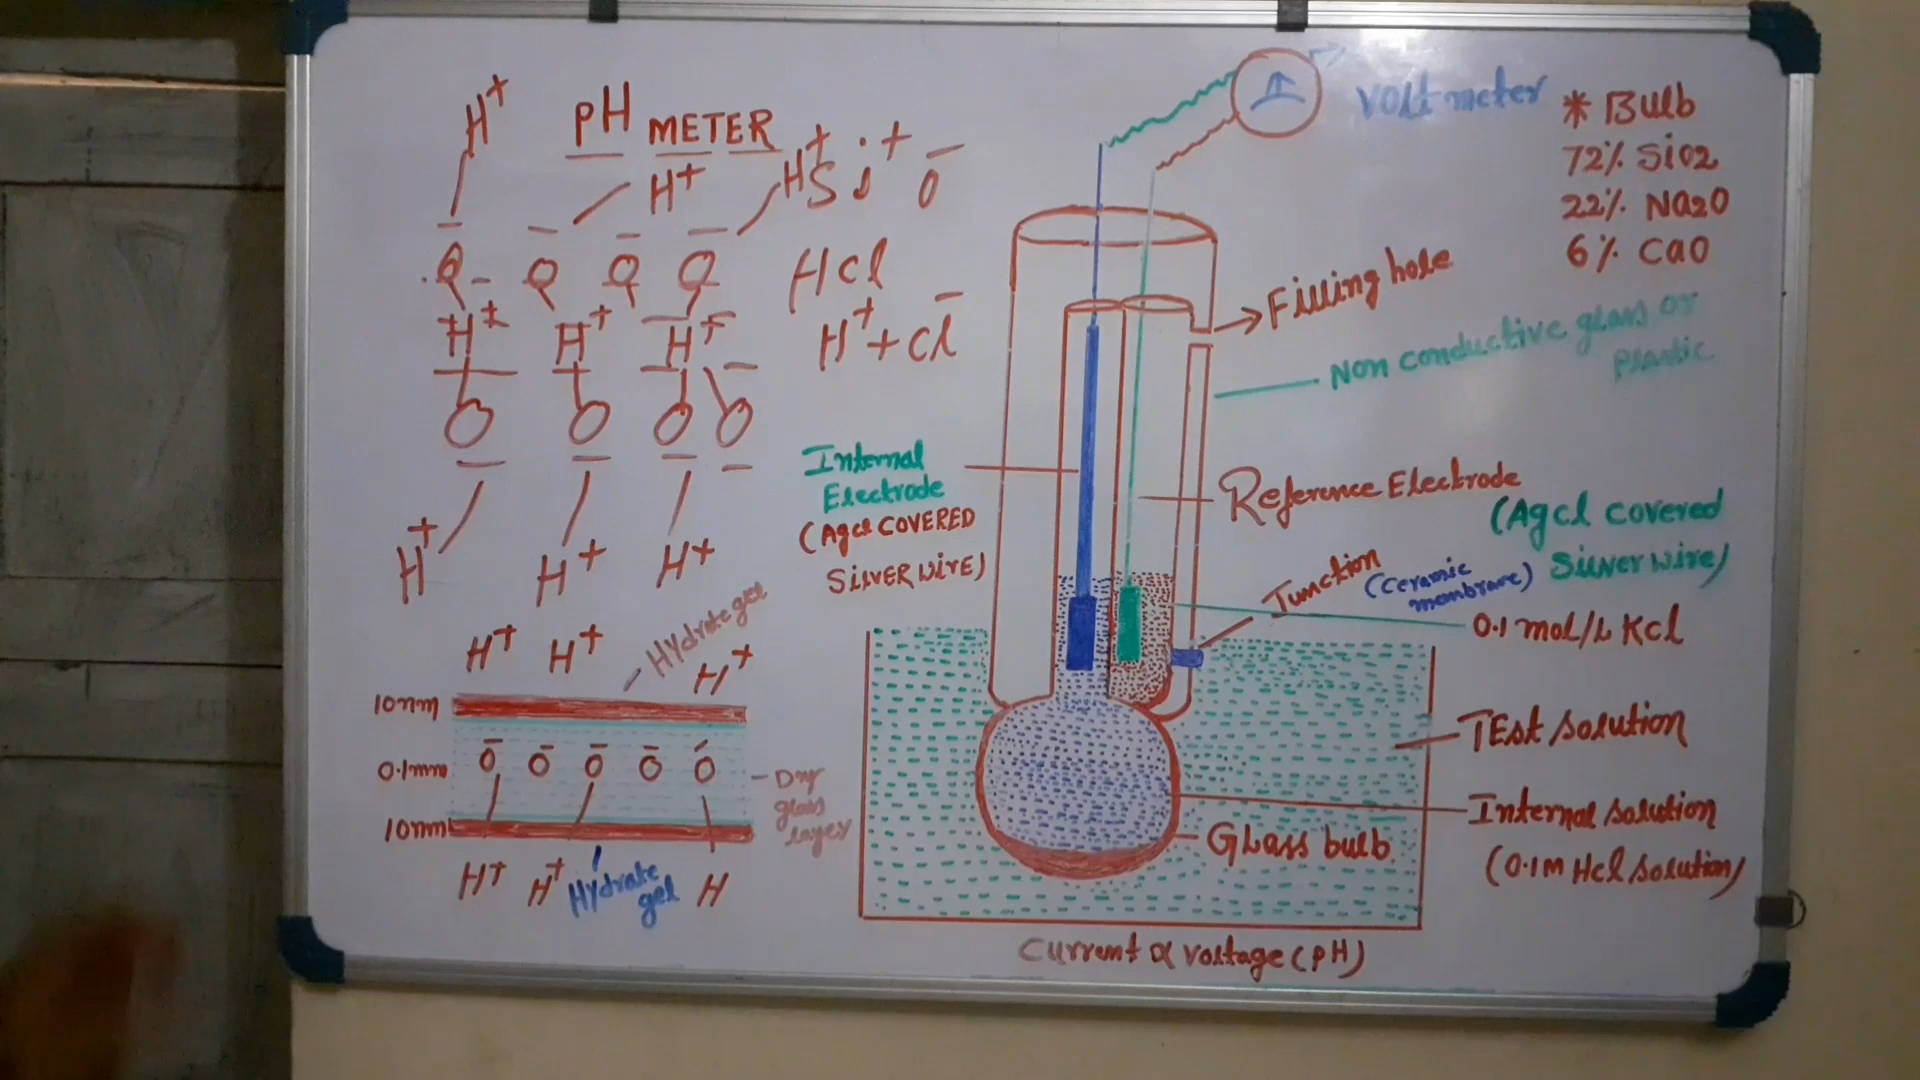 pH METER
H+
H+
H+
Si+ O-
O- O O O
H+ H+ H+
O O O O
H+ H+ H+
HCl
H+ + Cl-
H+ H+ H+
Hydrate gel
10nm
O- O- O- O- O-
0.1mm
Dry
glass
layer
10nm
H+ H+ H
Hydrate
gel
Voltmeter
* Bulb
72% SiO2
22% Na2O
6% CaO
Filling hole
Non conductive glass or
Plastic
Internal
Electrode
(Agcl COVERED
SILVER WIRE)
Reference Electrode
(Agcl covered
Silver wire)
Junction
(ceramic
membrane)
0.1 mol/L Kcl
TEst solution
Internal solution
(0.1M Hcl solution)
Glass bulb
Current α Voltage (PH)